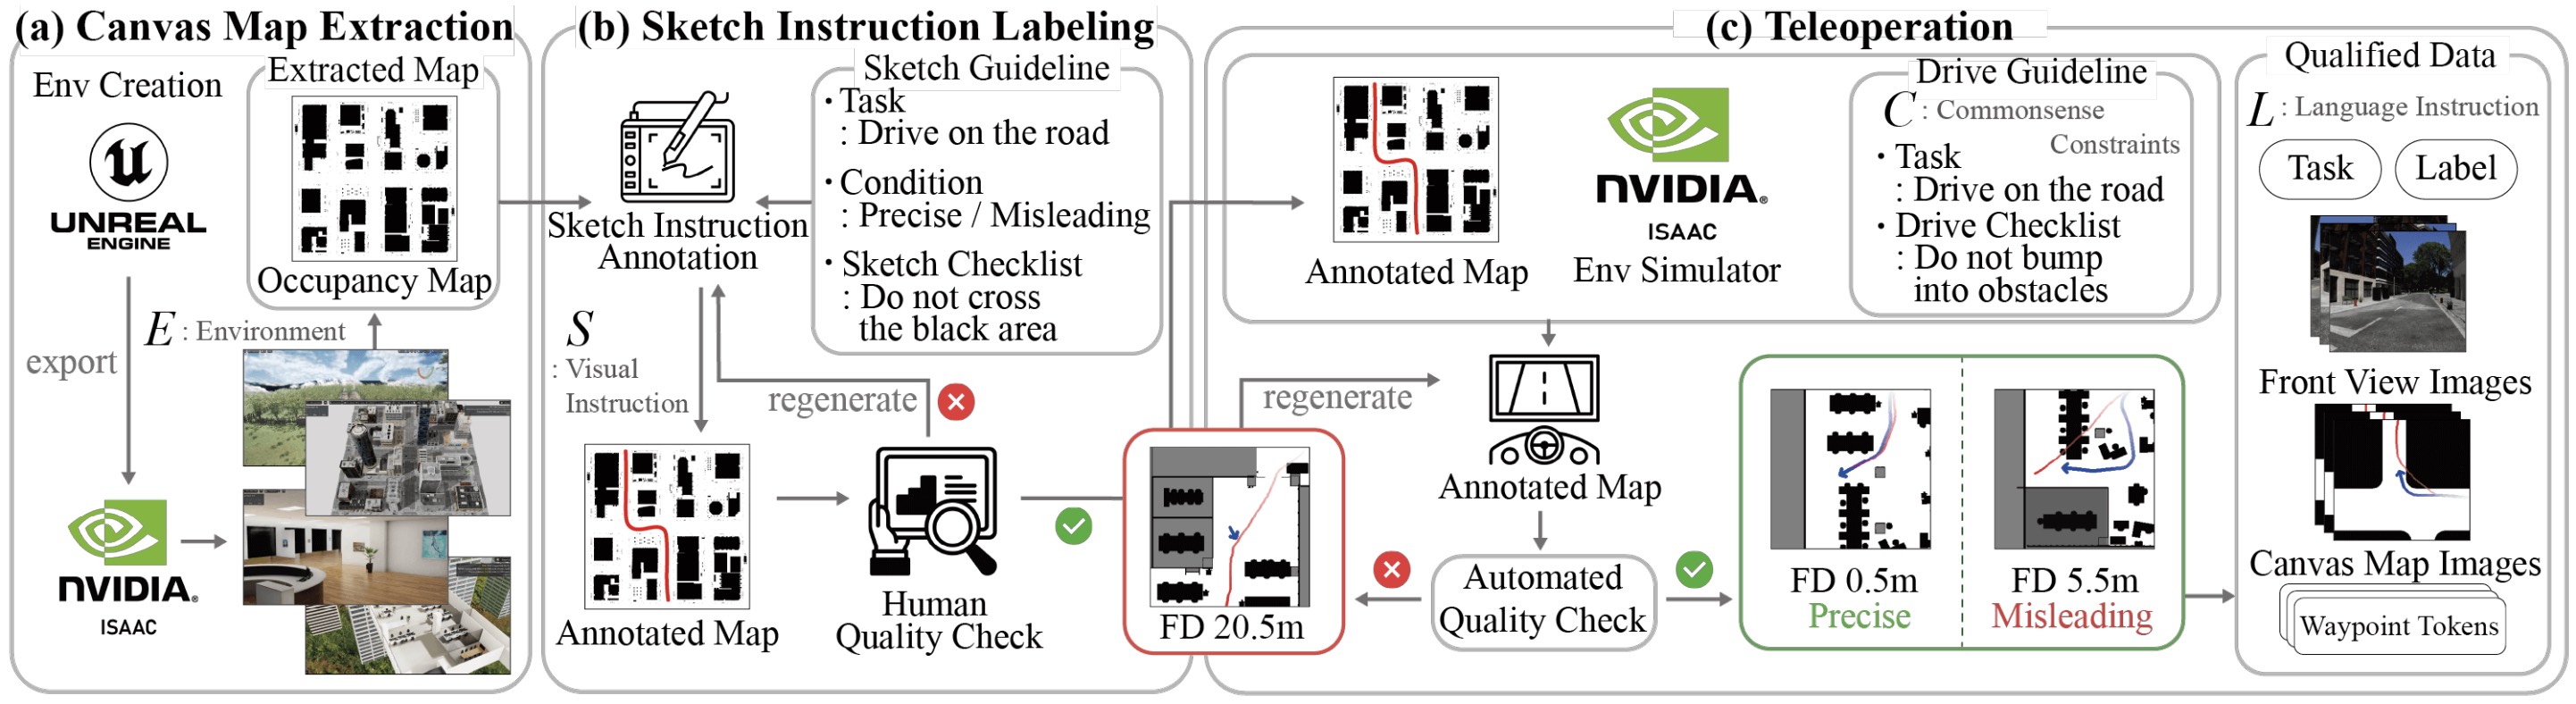 (a) Canvas Map Extraction
Env Creation
UNREAL
ENGINE
export
NVIDIA.
ISAAC
Extracted Map
Occupancy Map
E : Environment
(b) Sketch Instruction Labeling
Sketch Instruction
Annotation
Sketch Guideline
· Task
: Drive on the road
· Condition
: Precise / Misleading
· Sketch Checklist
: Do not cross
the black area
S
: Visual
Instruction
regenerate
Annotated Map
Human
Quality Check
FD 20.5m
(c) Teleoperation
Annotated Map
NVIDIA.
ISAAC
Env Simulator
Drive Guideline
C : Commonsense
Constraints
· Task
: Drive on the road
· Drive Checklist
: Do not bump
into obstacles
regenerate
Annotated Map
Automated
Quality Check
FD 0.5m
Precise
FD 5.5m
Misleading
Qualified Data
L : Language Instruction
Task
Label
Front View Images
Canvas Map Images
Waypoint Tokens